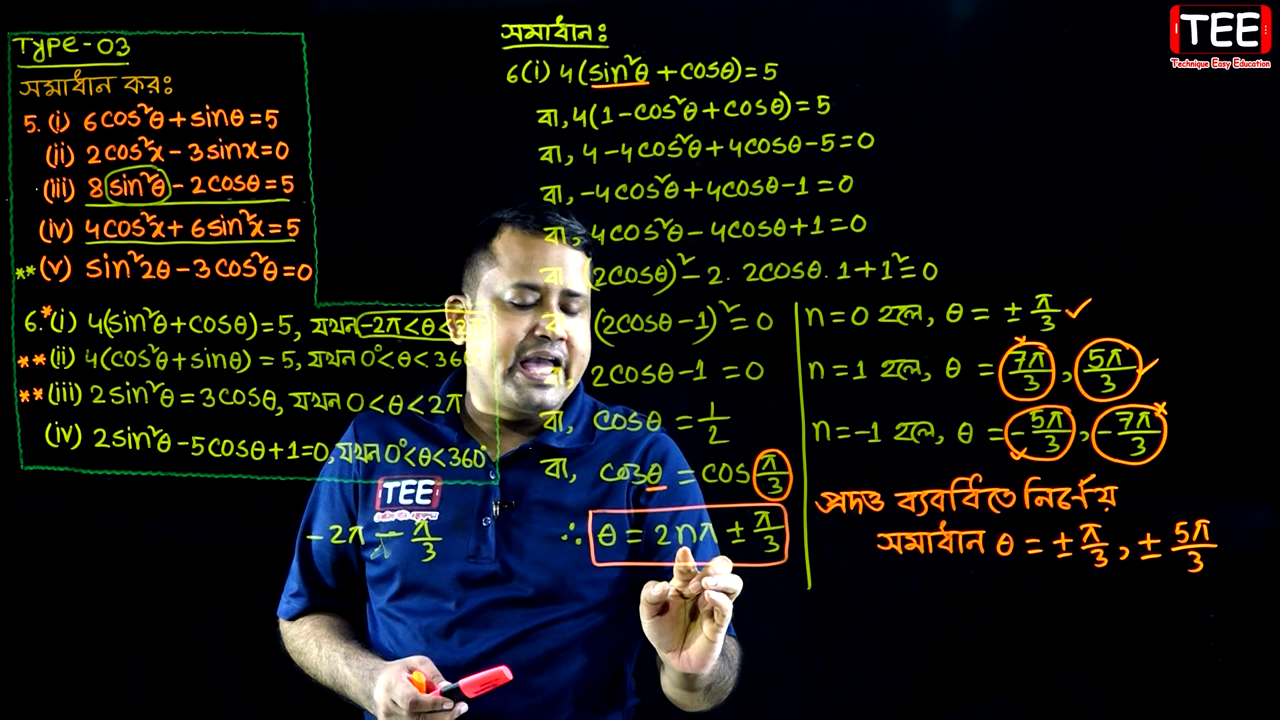 TYPE-03
সমাধান করঃ
5. (i) 6cos²θ+sinθ=5
(ii) 2cos²x-3sinx=0
(iii) 8 sin²θ - 2cosθ=5
(iv) 4cos²x+6sin²x=5
**(v) sin²2θ-3cos²θ=0
6.*(i) 4(sin²θ+cosθ)=5, যখন -2π<θ<2
**(ii) 4(cos²θ+sinθ) = 5, যখন 0°<θ<360°
**(iii) 2sin²θ=3cosθ, যখন 0<θ<2π
(iv) 2sin²θ-5cosθ+1=0, যখন 0°<θ<360°
-2π - π/3
সমাধানঃ
6(i) 4(sin²θ+cosθ)=5
বা, 4(1-cos²θ+cosθ)=5
বা, 4-4cos²θ+4cosθ-5=0
বা, -4cos²θ+4cosθ-1=0
বা, 4cos²θ-4cosθ+1=0
বা, (2cosθ)²-2. 2cosθ.1+1²=0
(2cosθ-1)²=0
2cosθ-1=0
বা, cosθ=1/2
বা, cosθ=cos π/3
∴ θ=2nπ±π/3
n=0 হলে, θ=±π/3 ✓
n=1 হলে, θ= 7π/3, 5π/3 ✓
n=-1 হলে, θ= -5π/3, -7π/3
প্রদত্ত ব্যবধিতে নির্ণেয়
সমাধান θ=±π/3, ±5π/3
TEE
Technique Easy Education
TEE